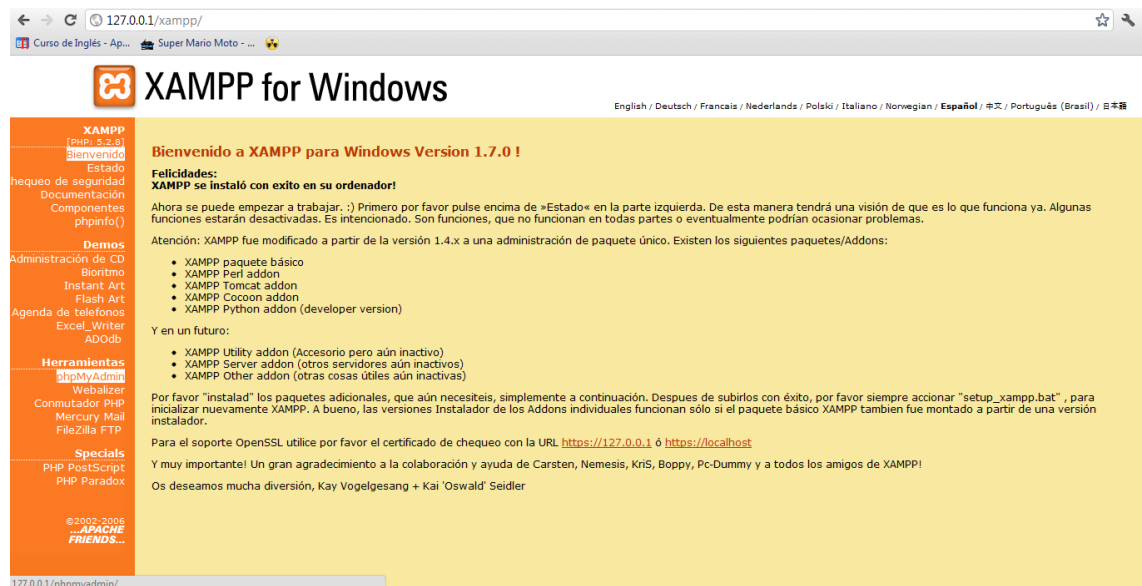 127.0.0.1/xampp/
Curso de Inglés - Ap... Super Mario Moto - ...
XAMPP for Windows
English / Deutsch / Francais / Nederlands / Polski / Italiano / Norwegian / Español / 中文 / Português (Brasil) / 日本語
XAMPP
[PHP: 5.2.8]
Bienvenido
Estado
hequeo de seguridad
Documentación
Componentes
phpinfo()
Demos
Administración de CD
Bioritmo
Instant Art
Flash Art
Agenda de telefonos
Excel_Writer
ADOdb
Herramientas
phpMyAdmin
Webalizer
Conmutador PHP
Mercury Mail
FileZilla FTP
Specials
PHP PostScript
PHP Paradox
©2002-2006
...APACHE
FRIENDS...
Bienvenido a XAMPP para Windows Version 1.7.0 !
Felicidades:
XAMPP se instaló con exito en su ordenador!
Ahora se puede empezar a trabajar. :) Primero por favor pulse encima de »Estado« en la parte izquierda. De esta manera tendrá una visión de que es lo que funciona ya. Algunas
funciones estarán desactivadas. Es intencionado. Son funciones, que no funcionan en todas partes o eventualmente podrían ocasionar problemas.
Atención: XAMPP fue modificado a partir de la versión 1.4.x a una administración de paquete único. Existen los siguientes paquetes/Addons:
• XAMPP paquete básico
• XAMPP Perl addon
• XAMPP Tomcat addon
• XAMPP Cocoon addon
• XAMPP Python addon (developer version)
Y en un futuro:
• XAMPP Utility addon (Accesorio pero aún inactivo)
• XAMPP Server addon (otros servidores aún inactivos)
• XAMPP Other addon (otras cosas útiles aún inactivas)
Por favor "instalad" los paquetes adicionales, que aún necesiteis, simplemente a continuación. Despues de subirlos con éxito, por favor siempre accionar "setup_xampp.bat" , para
inicializar nuevamente XAMPP. A bueno, las versiones Instalador de los Addons individuales funcionan sólo si el paquete básico XAMPP tambien fue montado a partir de una versión
instalador.
Para el soporte OpenSSL utilice por favor el certificado de chequeo con la URL https://127.0.0.1 ó https://localhost
Y muy importante! Un gran agradecimiento a la colaboración y ayuda de Carsten, Nemesis, KriS, Boppy, Pc-Dummy y a todos los amigos de XAMPP!
Os deseamos mucha diversión, Kay Vogelgesang + Kai 'Oswald' Seidler
127.0.0.1/phpmyadmin/